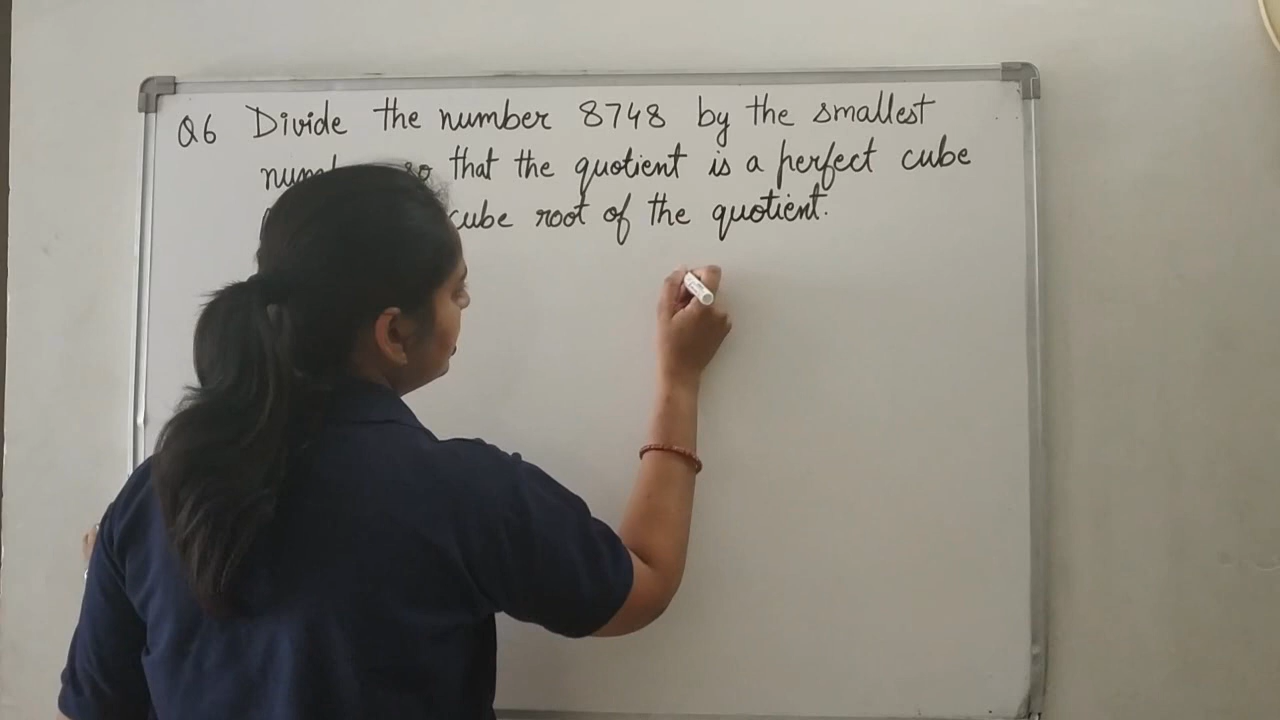 Q6 Divide the number 8748 by the smallest
so that the quotient is a perfect cube
cube root of the quotient.